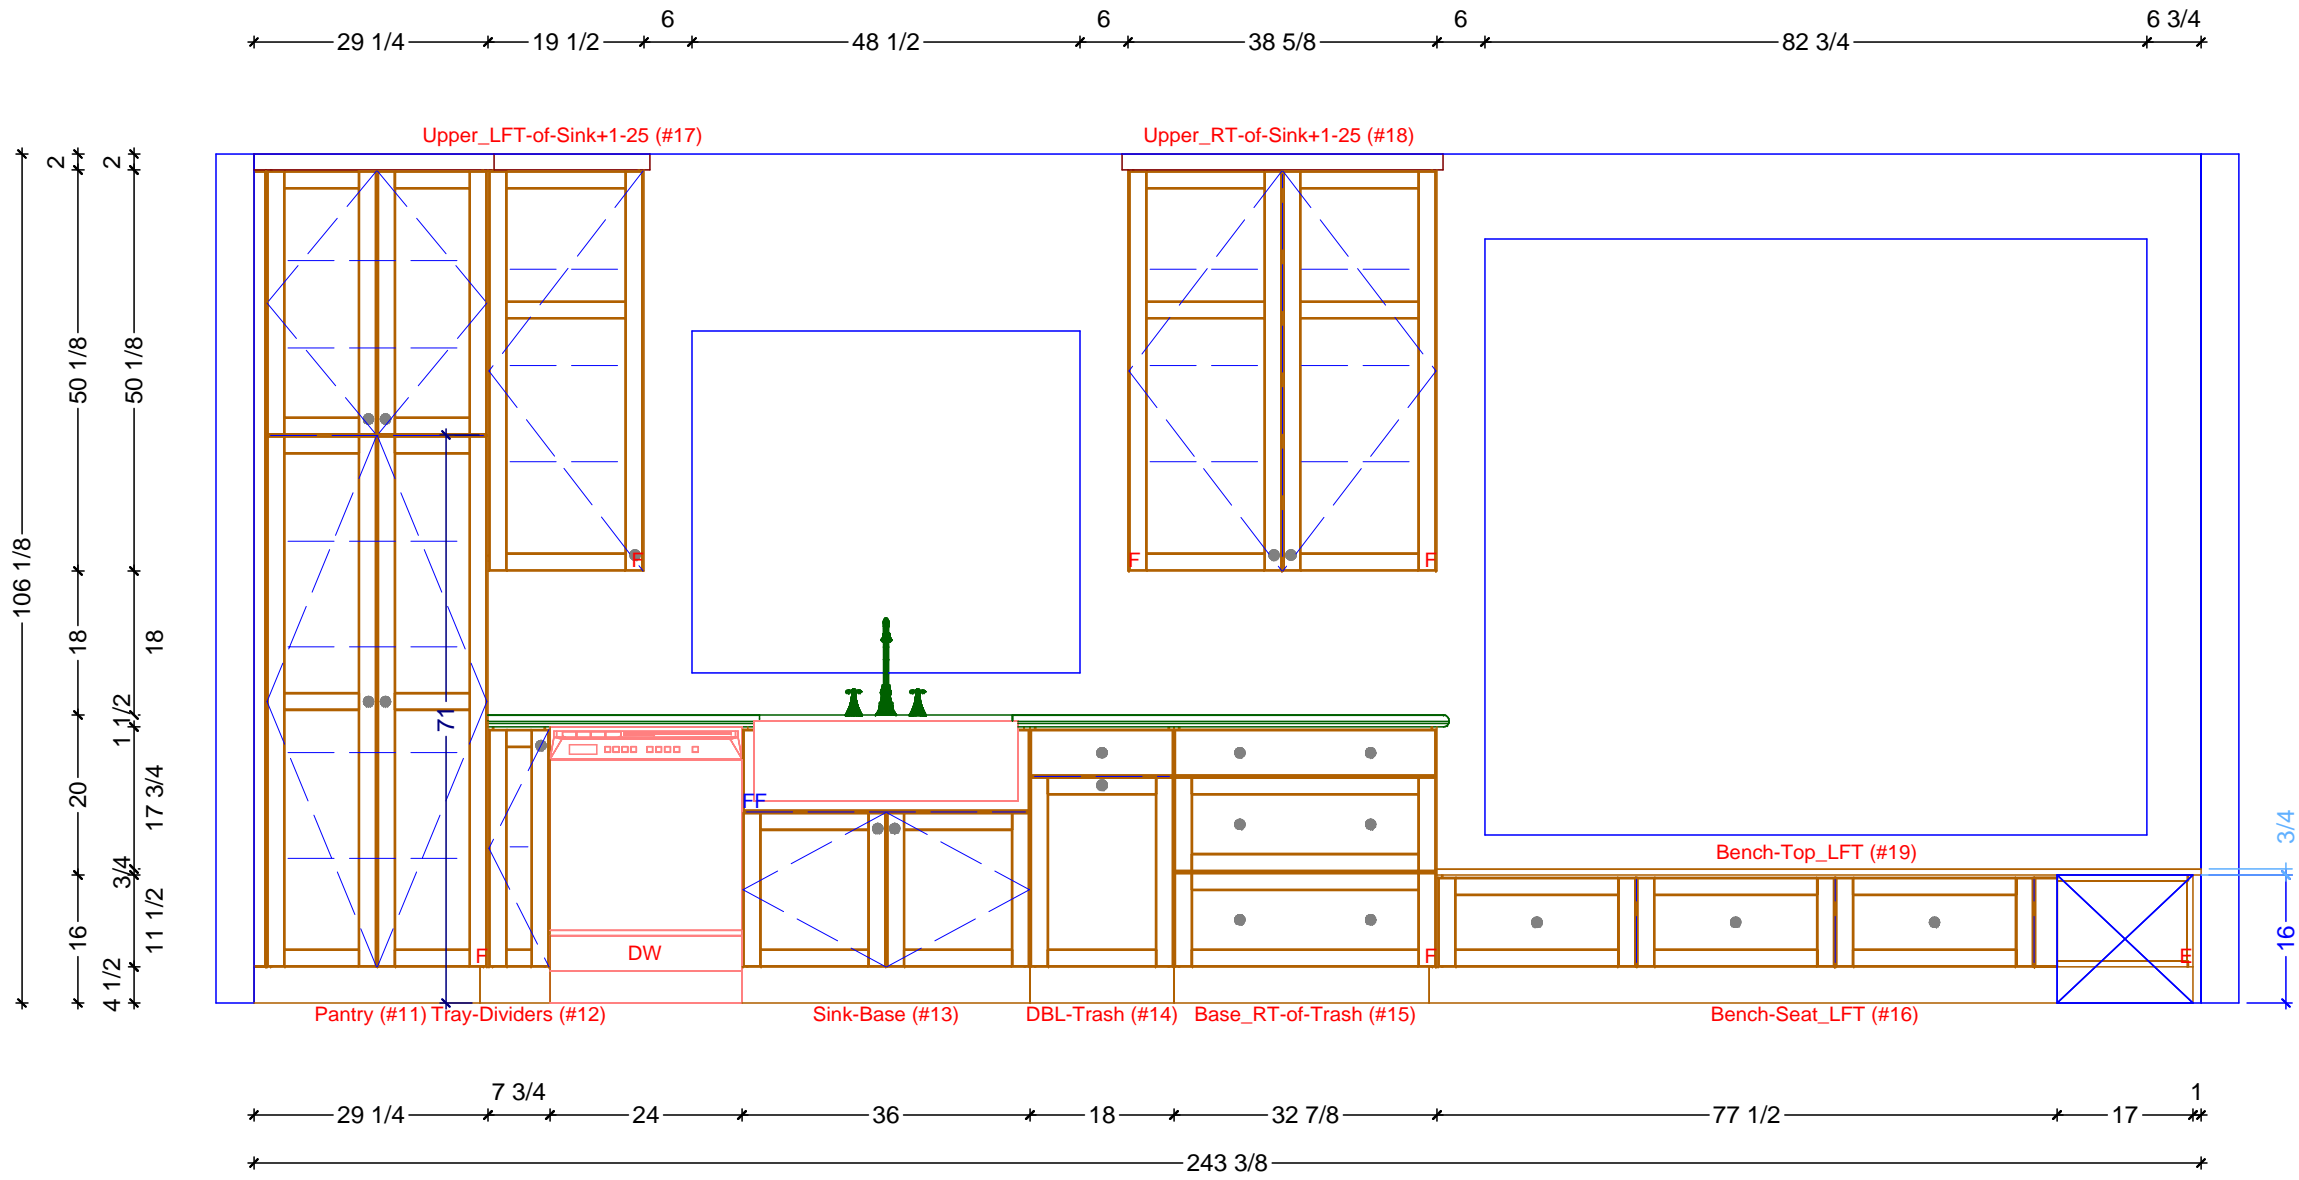 6 6 6 6 3/4
29 1/4 19 1/2 48 1/2 38 5/8 82 3/4
Upper_LFT-of-Sink+1-25 (#17) Upper_RT-of-Sink+1-25 (#18)
2 2
50 1/8 50 1/8
106 1/8
F F F
18 18
1 1/2
71
20 17 3/4
FF
3/4
3/4
Bench-Top_LFT (#19)
16 11 1/2
16
DW
F F E
4 1/2
Pantry (#11) Tray-Dividers (#12) Sink-Base (#13) DBL-Trash (#14) Base_RT-of-Trash (#15) Bench-Seat_LFT (#16)
7 3/4 1
29 1/4 24 36 18 32 7/8 77 1/2 17
243 3/8